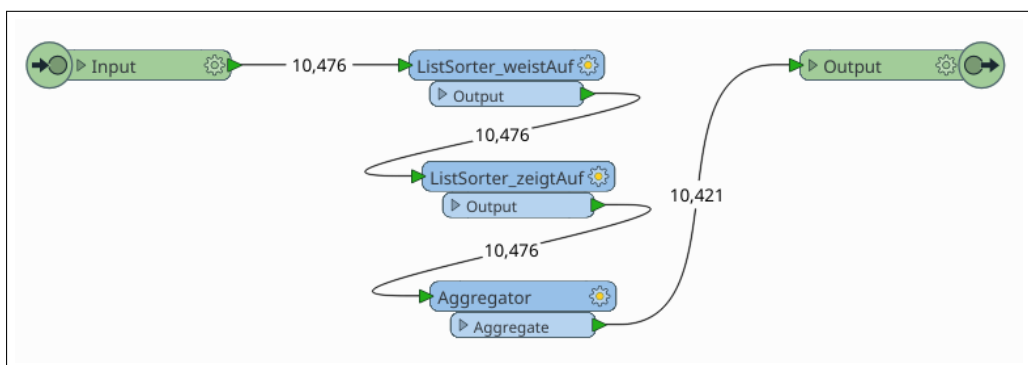 Input
10,476
ListSorter_weistAuf
Output
10,476
ListSorter_zeigtAuf
Output
10,476
Aggregator
Aggregate
10,421
Output